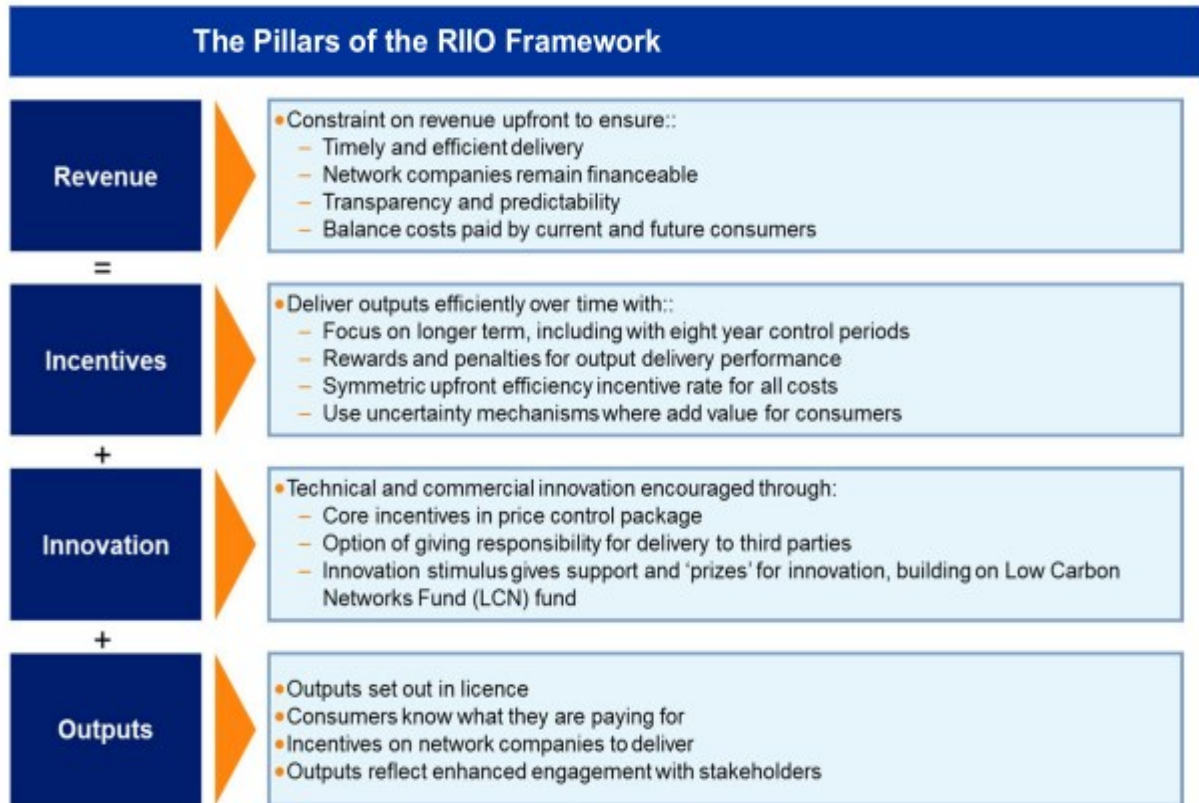 The Pillars of the RIIO Framework
Revenue
●Constraint on revenue upfront to ensure::
– Timely and efficient delivery
– Network companies remain financeable
– Transparency and predictability
– Balance costs paid by current and future consumers
=
Incentives
●Deliver outputs efficiently over time with::
– Focus on longer term, including with eight year control periods
– Rewards and penalties for output delivery performance
– Symmetric upfront efficiency incentive rate for all costs
– Use uncertainty mechanisms where add value for consumers
+
Innovation
●Technical and commercial innovation encouraged through:
– Core incentives in price control package
– Option of giving responsibility for delivery to third parties
– Innovation stimulus gives support and ‘prizes’ for innovation, building on Low Carbon
Networks Fund (LCN) fund
+
Outputs
●Outputs set out in licence
●Consumers know what they are paying for
●Incentives on network companies to deliver
●Outputs reflect enhanced engagement with stakeholders